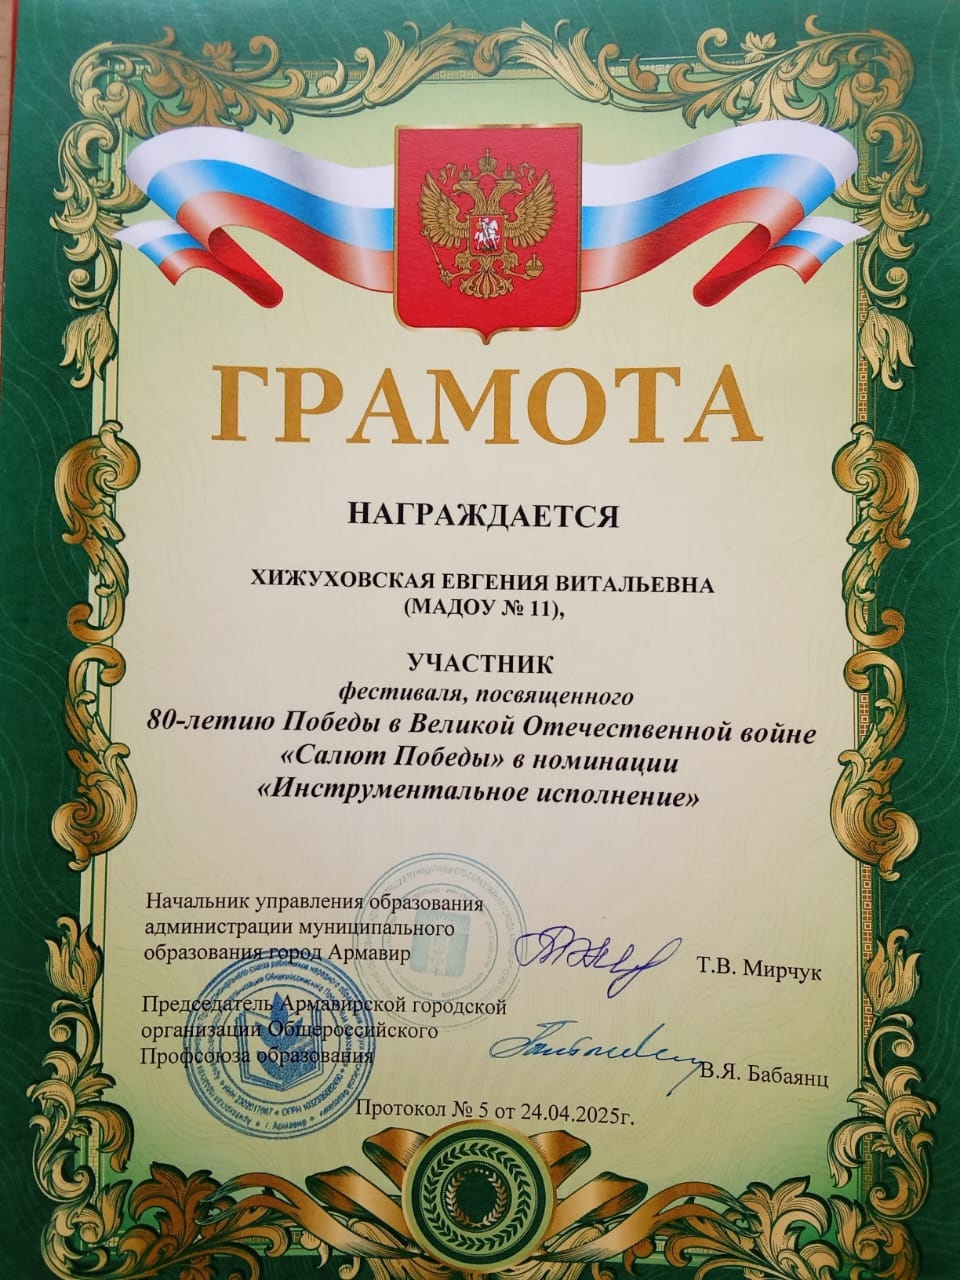 ГРАМОТА
НАГРАЖДАЕТСЯ
ХИЖУХОВСКАЯ ЕВГЕНИЯ ВИТАЛЬЕВНА
(МАДОУ № 11),
УЧАСТНИК
фестиваля, посвященного
80-летию Победы в Великой Отечественной войне
«Салют Победы» в номинации
«Инструментальное исполнение»
Начальник управления образования
администрации муниципального
образования город Армавир
Т.В. Мирчук
Председатель Армавирской городской
организации Общероссийского
Профсоюза образования
В.Я. Бабаянц
г. Армавир
Протокол № 5 от 24.04.2025г.